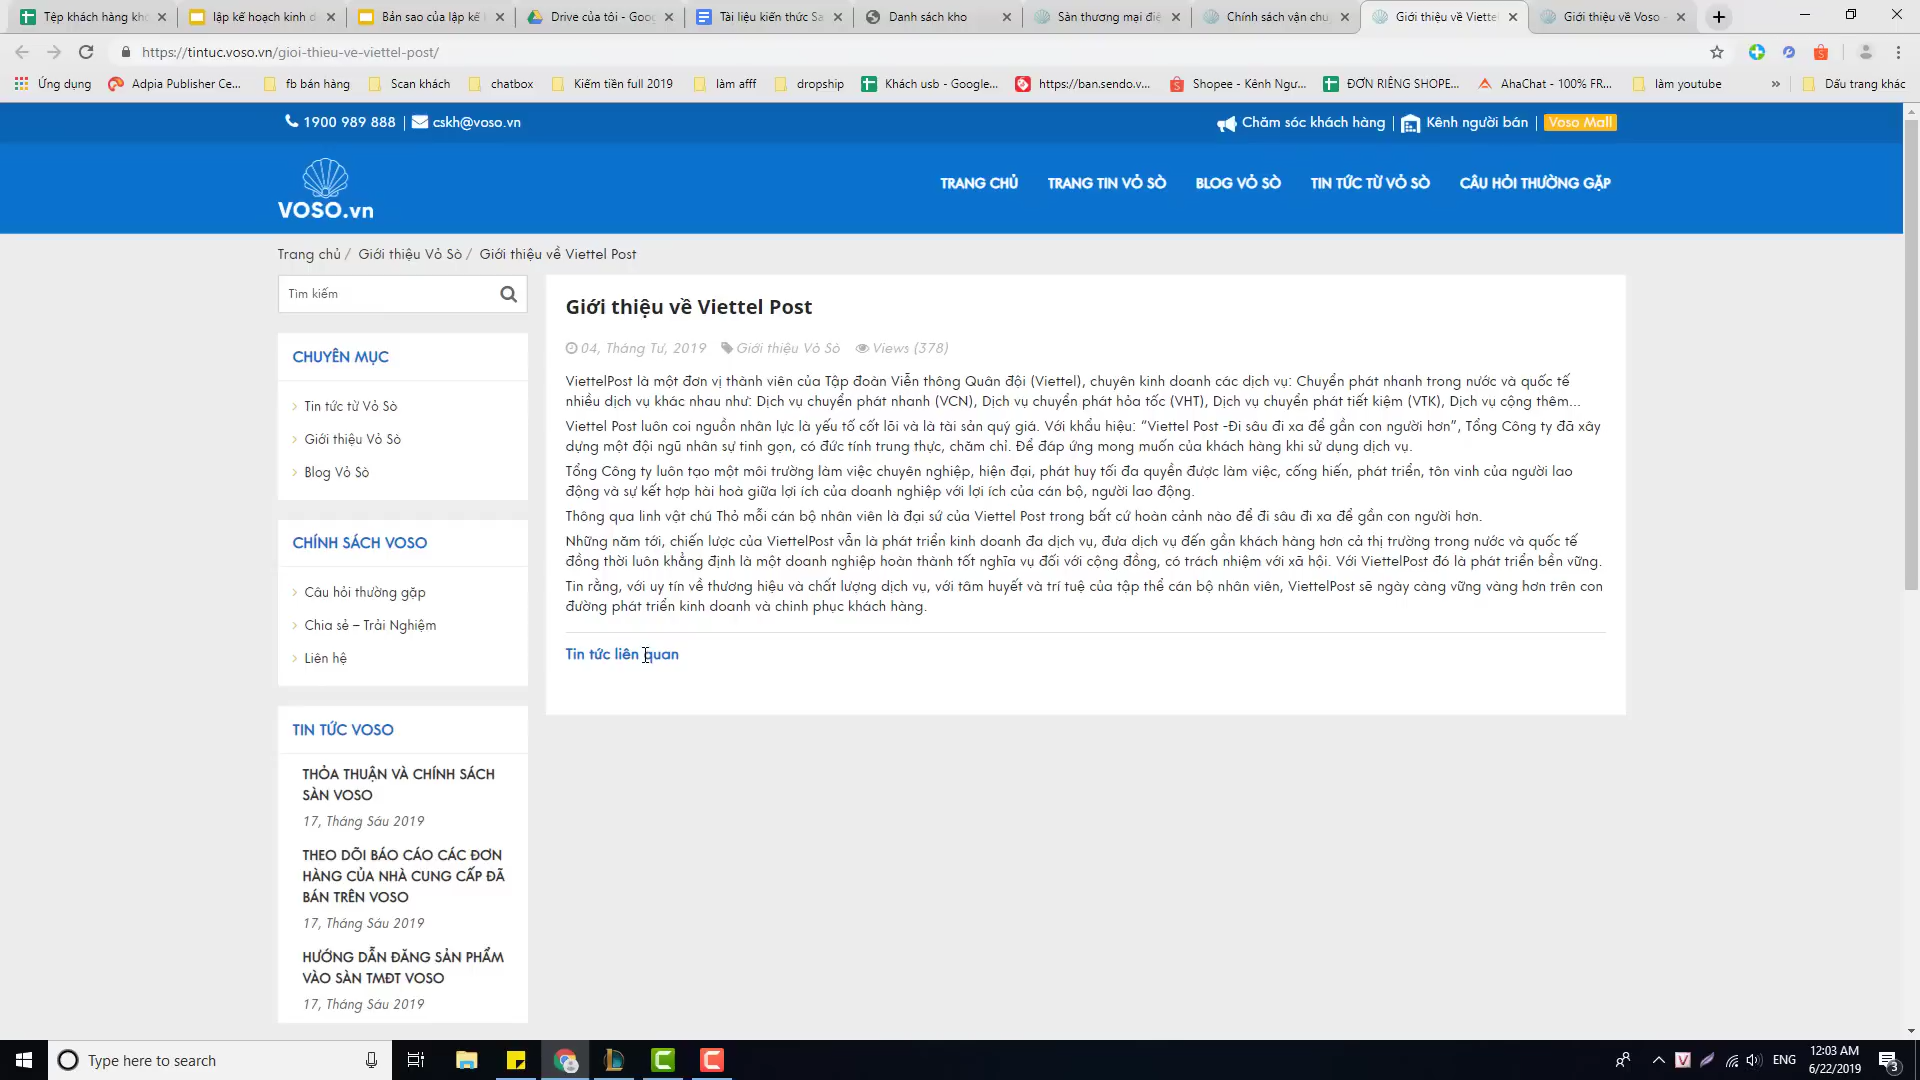 Tệp khách hàng kh
lập kế hoạch kinh d
Bản sao của lập kế
Drive của tôi - Goo
Tài liệu kiến thức Sa
Danh sách kho
Sàn thương mại điệ
Chính sách vận chu
Giới thiệu về Viette
Giới thiệu về Voso -
https://tintuc.voso.vn/gioi-thieu-ve-viettel-post/
Ứng dụng
Adpia Publisher Ce...
fb bán hàng
Scan khách
chatbox
Kiếm tiền full 2019
làm afff
dropship
Khách usb - Google...
https://ban.sendo.v...
Shopee - Kênh Ngư...
ĐƠN RIÊNG SHOPE...
AhaChat - 100% FR...
làm youtube
»
Dấu trang khác
1900 989 888 | cskh@voso.vn
Chăm sóc khách hàng | Kênh người bán | Voso Mall
VOSO.vn
TRANG CHỦ
TRANG TIN VỎ SÒ
BLOG VỎ SÒ
TIN TỨC TỪ VỎ SÒ
CÂU HỎI THƯỜNG GẶP
Trang chủ / Giới thiệu Vỏ Sò / Giới thiệu về Viettel Post
Tìm kiếm
CHUYÊN MỤC
Tin tức từ Vỏ Sò
Giới thiệu Vỏ Sò
Blog Vỏ Sò
CHÍNH SÁCH VOSO
Câu hỏi thường gặp
Chia sẻ – Trải Nghiệm
Liên hệ
TIN TỨC VOSO
THỎA THUẬN VÀ CHÍNH SÁCH
SÀN VOSO
17, Tháng Sáu 2019
THEO DÕI BÁO CÁO CÁC ĐƠN
HÀNG CỦA NHÀ CUNG CẤP ĐÃ
BÁN TRÊN VOSO
17, Tháng Sáu 2019
HƯỚNG DẪN ĐĂNG SẢN PHẨM
VÀO SÀN TMĐT VOSO
17, Tháng Sáu 2019
Giới thiệu về Viettel Post
04, Tháng Tư, 2019 Giới thiệu Vỏ Sò Views (378)
ViettelPost là một đơn vị thành viên của Tập đoàn Viễn thông Quân đội (Viettel), chuyên kinh doanh các dịch vụ: Chuyển phát nhanh trong nước và quốc tế
nhiều dịch vụ khác nhau như: Dịch vụ chuyển phát nhanh (VCN), Dịch vụ chuyển phát hỏa tốc (VHT), Dịch vụ chuyển phát tiết kiệm (VTK), Dịch vụ cộng thêm...
Viettel Post luôn coi nguồn nhân lực là yếu tố cốt lõi và là tài sản quý giá. Với khẩu hiệu: “Viettel Post -Đi sâu đi xa để gần con người hơn”, Tổng Công ty đã xây
dựng một đội ngũ nhân sự tinh gọn, có đức tính trung thực, chăm chỉ. Để đáp ứng mong muốn của khách hàng khi sử dụng dịch vụ.
Tổng Công ty luôn tạo một môi trường làm việc chuyên nghiệp, hiện đại, phát huy tối đa quyền được làm việc, cống hiến, phát triển, tôn vinh của người lao
động và sự kết hợp hài hoà giữa lợi ích của doanh nghiệp với lợi ích của cán bộ, người lao động.
Thông qua linh vật chú Thỏ mỗi cán bộ nhân viên là đại sứ của Viettel Post trong bất cứ hoàn cảnh nào để đi sâu đi xa để gần con người hơn.
Những năm tới, chiến lược của ViettelPost vẫn là phát triển kinh doanh đa dịch vụ, đưa dịch vụ đến gần khách hàng hơn cả thị trường trong nước và quốc tế
đồng thời luôn khẳng định là một doanh nghiệp hoàn thành tốt nghĩa vụ đối với cộng đồng, có trách nhiệm với xã hội. Với ViettelPost đó là phát triển bền vững.
Tin rằng, với uy tín về thương hiệu và chất lượng dịch vụ, với tâm huyết và trí tuệ của tập thể cán bộ nhân viên, ViettelPost sẽ ngày càng vững vàng hơn trên con
đường phát triển kinh doanh và chinh phục khách hàng.
Tin tức liên quan
Type here to search
ENG
12:03 AM
6/22/2019
3